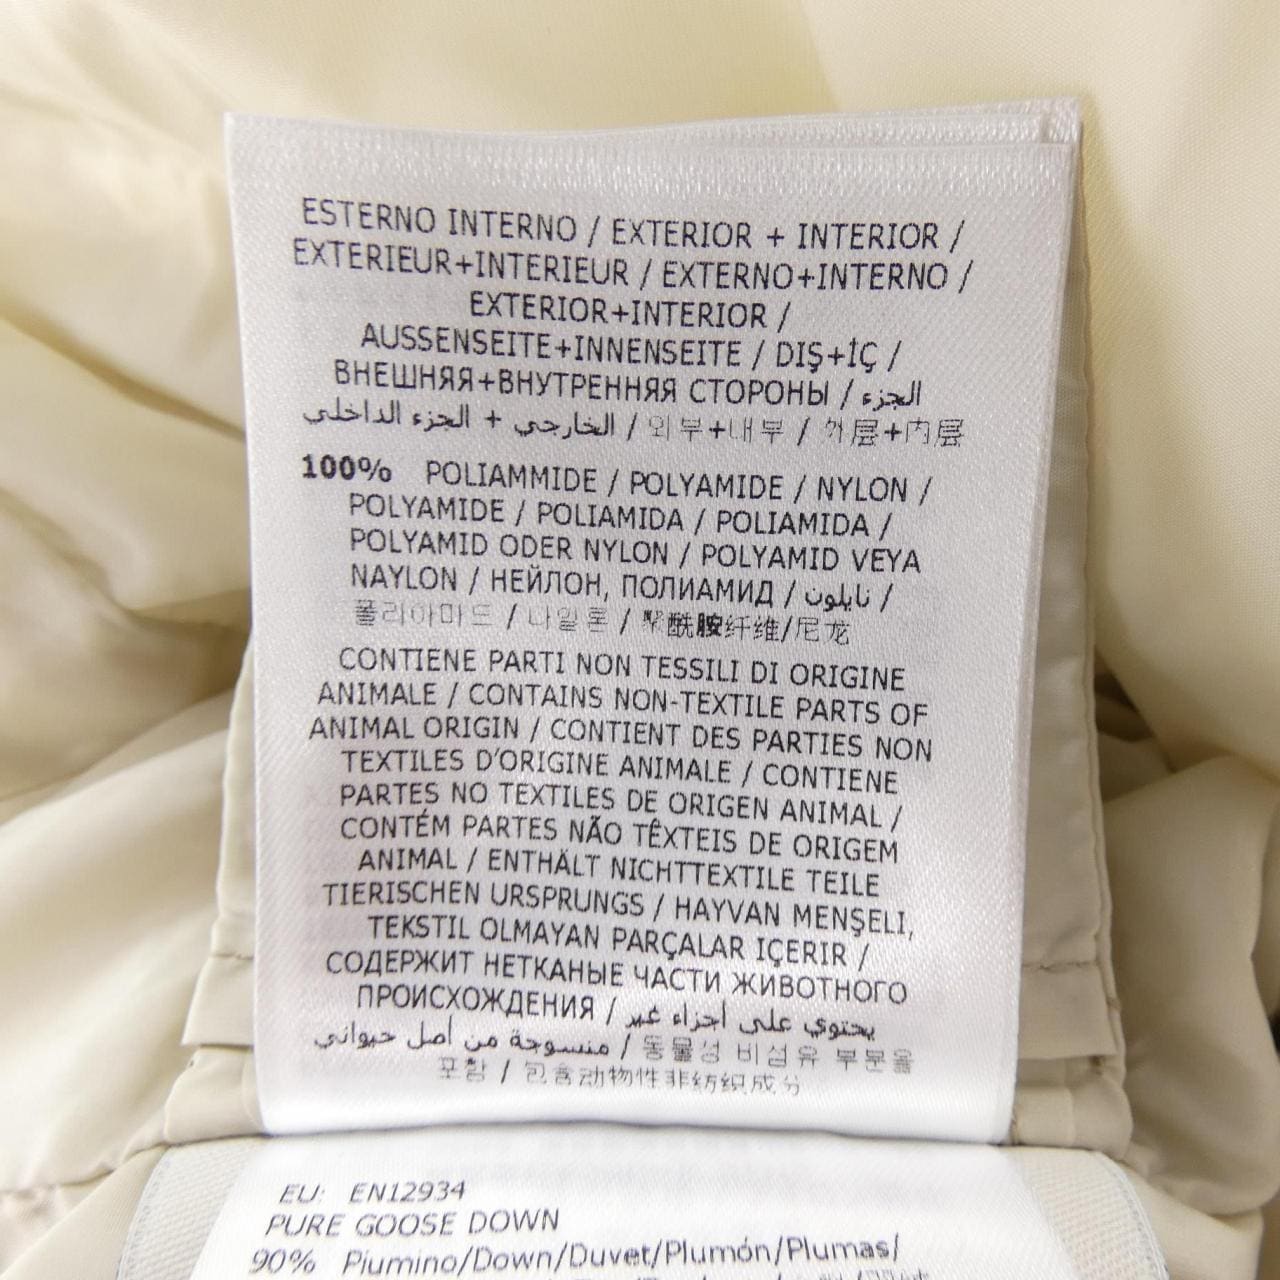 ESTERNO INTERNO / EXTERIOR + INTERIOR /
EXTERIEUR+INTERIEUR / EXTERNO+INTERNO /
EXTERIOR+INTERIOR /
AUSSENSEITE+INNENSEITE / DIŞ+İÇ /
ВНЕШНЯЯ+ВНУТРЕННЯЯ СТОРОНЫ / الجزء
الخارجي + الجزء الداخلي / 외부+내부 / 外层+内层
100% POLIAMMIDE / POLYAMIDE / NYLON /
POLYAMIDE / POLIAMIDA / POLIAMIDA /
POLYAMID ODER NYLON / POLYAMID VEYA
NAYLON / НЕЙЛОН, ПОЛИАМИД / نايلون /
폴리아마드 / 나일론 / 聚酰胺纤维/尼龙
CONTIENE PARTI NON TESSILI DI ORIGINE
ANIMALE / CONTAINS NON-TEXTILE PARTS OF
ANIMAL ORIGIN / CONTIENT DES PARTIES NON
TEXTILES D'ORIGINE ANIMALE / CONTIENE
PARTES NO TEXTILES DE ORIGEN ANIMAL /
CONTÉM PARTES NÃO TÊXTEIS DE ORIGEM
ANIMAL / ENTHÄLT NICHTTEXTILE TEILE
TIERISCHEN URSPRUNGS / HAYVAN MENŞELI,
TEKSTIL OLMAYAN PARÇALAR IÇERIR /
СОДЕРЖИТ НЕТКАНЫЕ ЧАСТИ ЖИВОТНОГО
ПРОИСХОЖДЕНИЯ / يحتوي على أجزاء غير
منسوجة من أصل حيواني / 동물성 비섬유 부분을
포함 / 包含动物性非纺织成分
EU: EN12934
PURE GOOSE DOWN
90% Piumino/Down/Duvet/Plumón/Plumas/